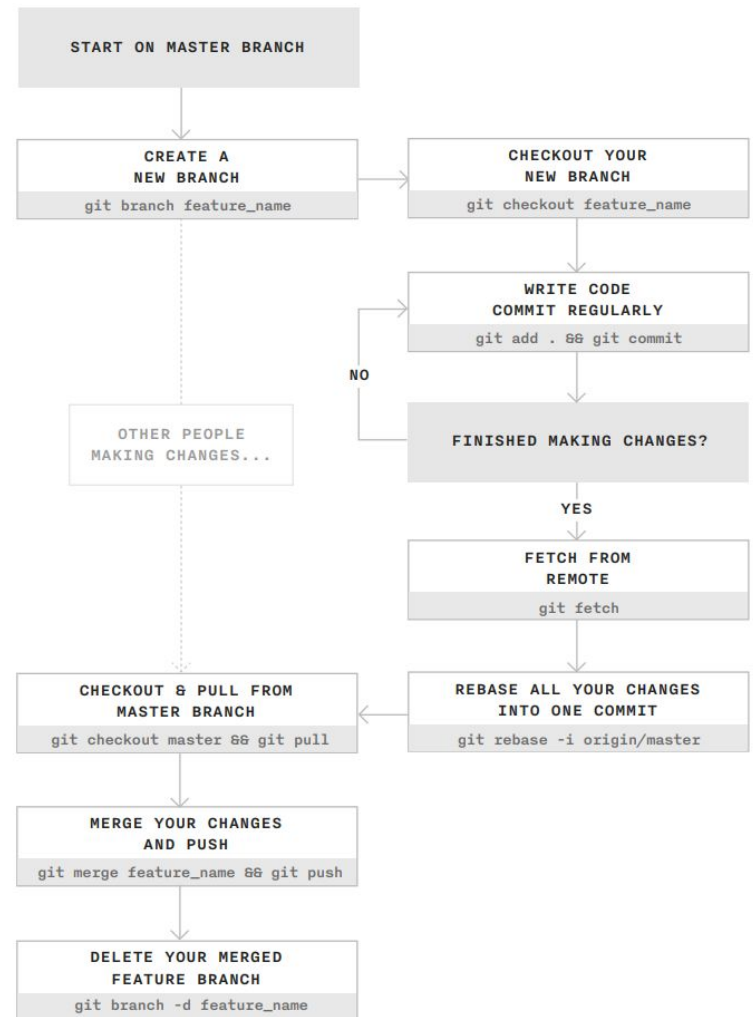 START ON MASTER BRANCH
CREATE A
NEW BRANCH
git branch feature_name
CHECKOUT YOUR
NEW BRANCH
git checkout feature_name
WRITE CODE
COMMIT REGULARLY
git add . && git commit
NO
OTHER PEOPLE
MAKING CHANGES...
FINISHED MAKING CHANGES?
YES
FETCH FROM
REMOTE
git fetch
REBASE ALL YOUR CHANGES
INTO ONE COMMIT
git rebase -i origin/master
CHECKOUT & PULL FROM
MASTER BRANCH
git checkout master && git pull
MERGE YOUR CHANGES
AND PUSH
git merge feature_name && git push
DELETE YOUR MERGED
FEATURE BRANCH
git branch -d feature_name